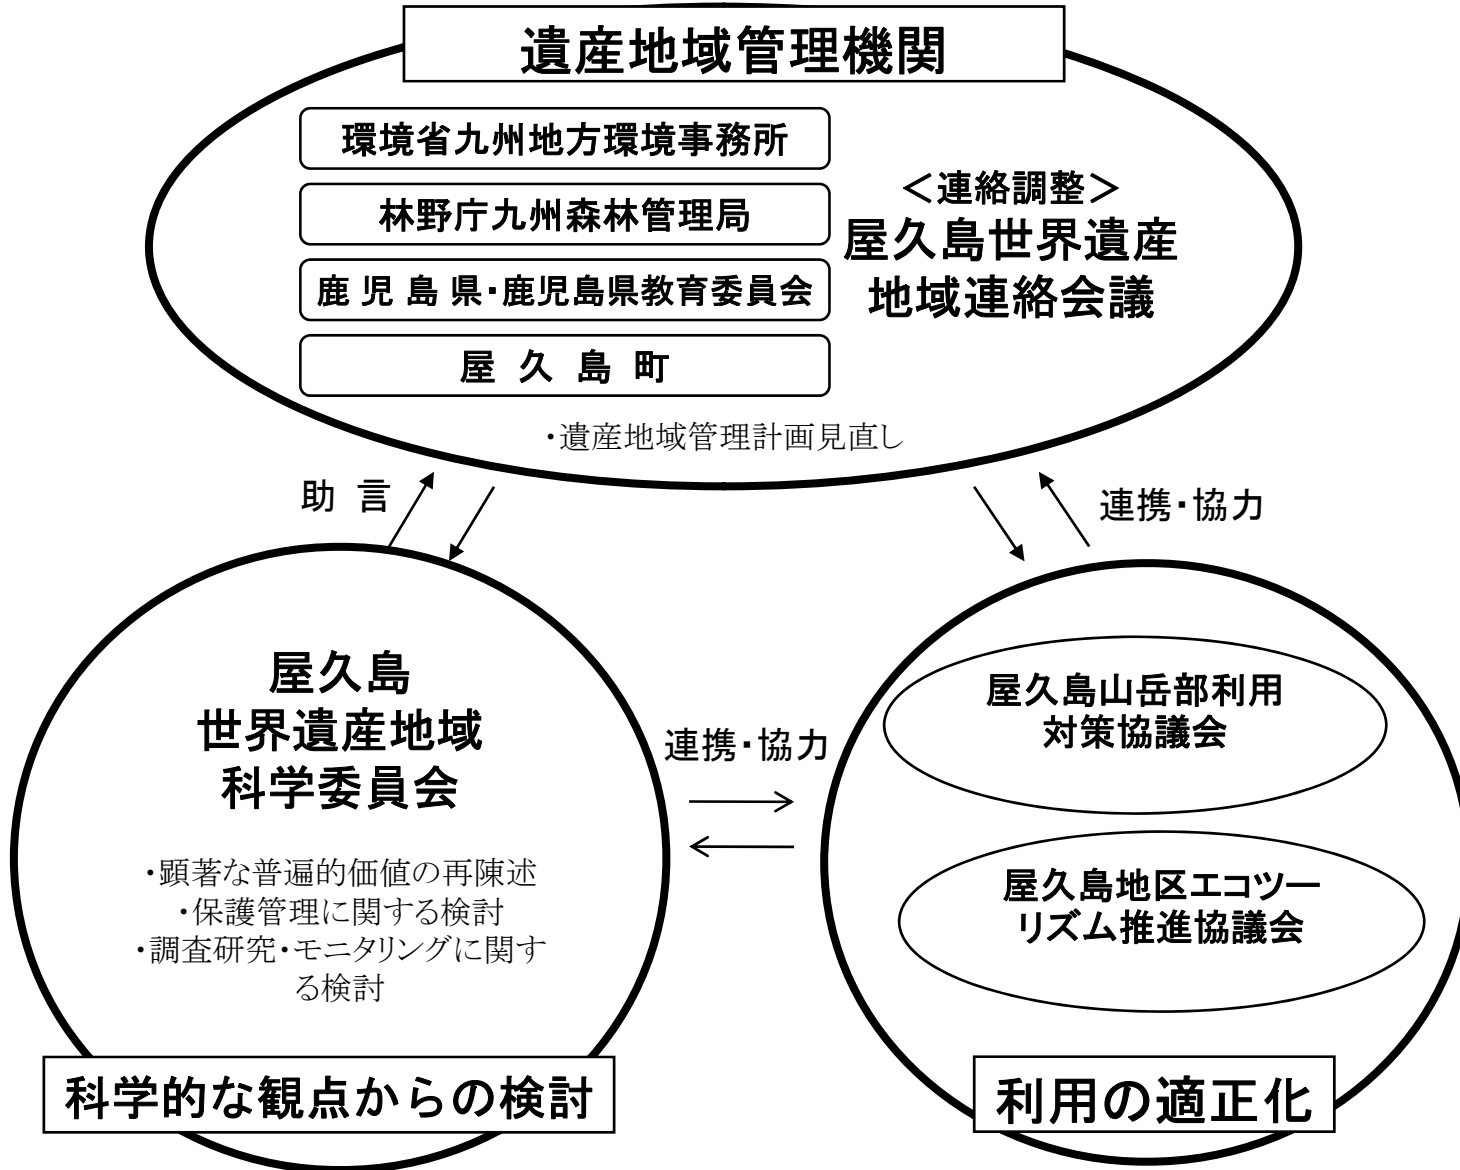 遺産地域管理機関
環境省九州地方環境事務所
林野庁九州森林管理局
鹿 児 島 県・鹿児島県教育委員会
屋 久 島 町
＜連絡調整＞
屋久島世界遺産
地域連絡会議
・遺産地域管理計画見直し
助 言
連携・協力
屋久島
世界遺産地域
科学委員会
・顕著な普遍的価値の再陳述
・保護管理に関する検討
・調査研究・モニタリングに関す
る検討
科学的な観点からの検討
連携・協力
屋久島山岳部利用
対策協議会
屋久島地区エコツー
リズム推進協議会
利用の適正化